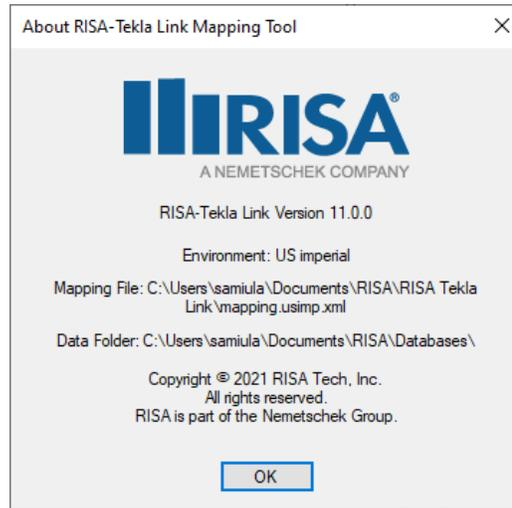 About RISA-Tekla Link Mapping Tool
RISA®
A NEMETSCHEK COMPANY
RISA-Tekla Link Version 11.0.0
Environment: US imperial
Mapping File: C:\Users\samiula\Documents\RISA\RISA Tekla
Link\mapping.usimp.xml
Data Folder: C:\Users\samiula\Documents\RISA\Databases\
Copyright © 2021 RISA Tech, Inc.
All rights reserved.
RISA is part of the Nemetschek Group.
OK